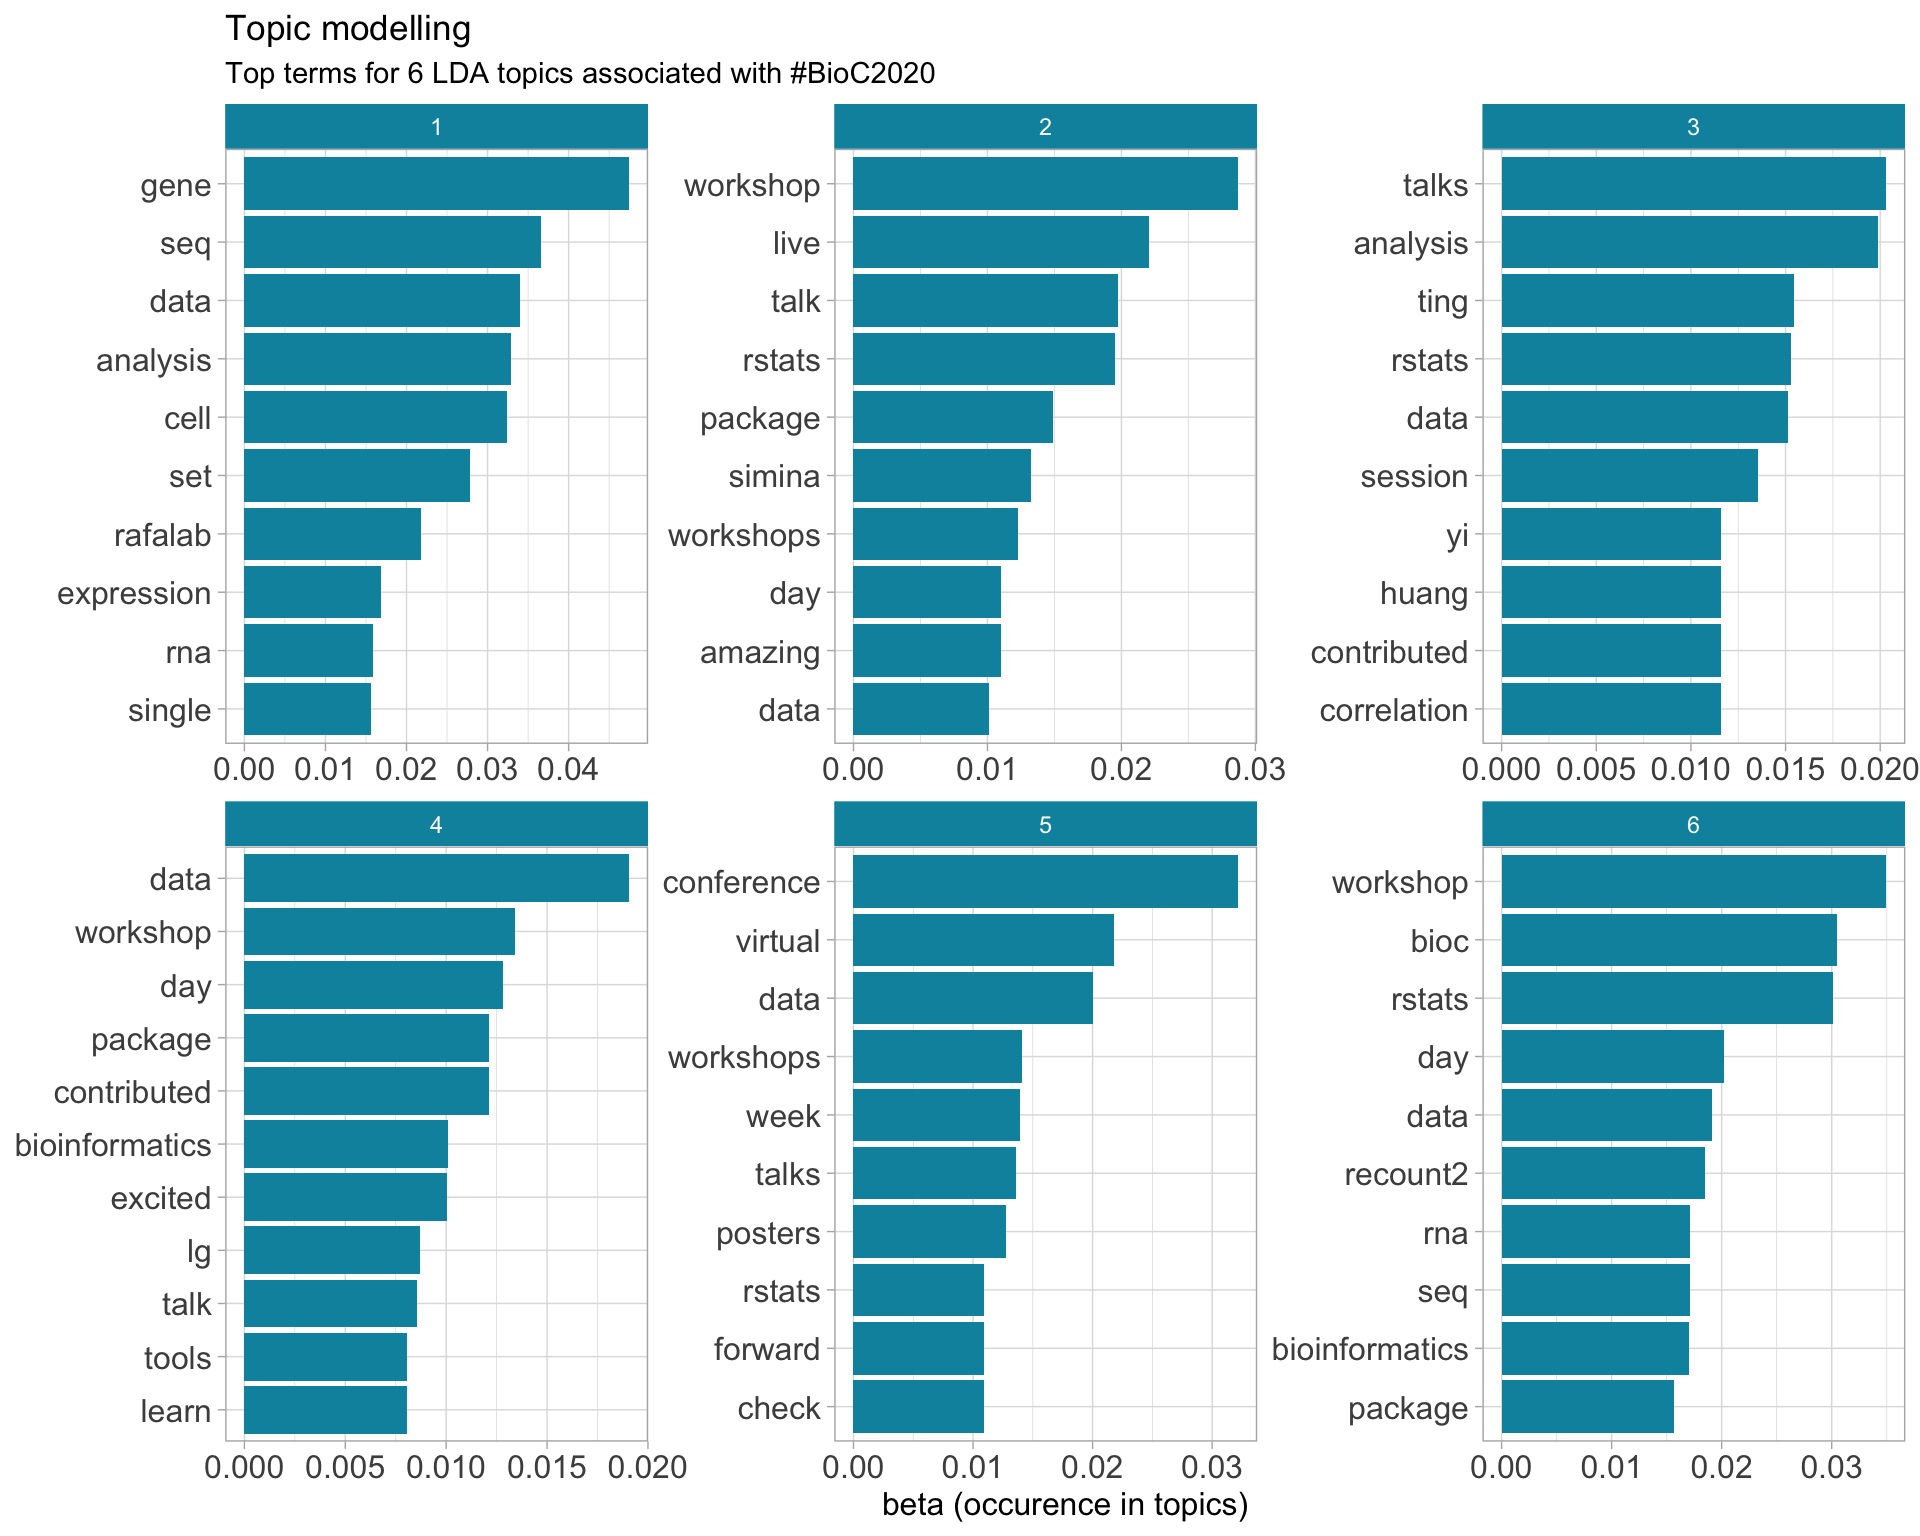 Topic modelling
Top terms for 6 LDA topics associated with #BioC2020
1
gene
seq
data
analysis
cell
set
rafalab
expression
rna
single
0.00 0.01 0.02 0.03 0.04
2
workshop
live
talk
rstats
package
simina
workshops
day
amazing
data
0.00 0.01 0.02 0.03
3
talks
analysis
ting
rstats
data
session
yi
huang
contributed
correlation
0.000 0.005 0.010 0.015 0.020
4
data
workshop
day
package
contributed
bioinformatics
excited
lg
talk
tools
learn
0.000 0.005 0.010 0.015 0.020
5
conference
virtual
data
workshops
week
talks
posters
rstats
forward
check
0.00 0.01 0.02 0.03
6
workshop
bioc
rstats
day
data
recount2
rna
seq
bioinformatics
package
0.00 0.01 0.02 0.03
beta (occurence in topics)